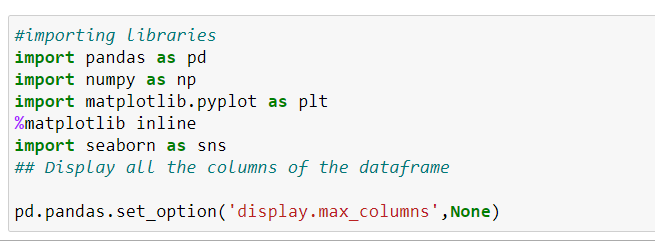 #importing libraries
import pandas as pd
import numpy as np
import matplotlib.pyplot as plt
%matplotlib inline
import seaborn as sns
## Display all the columns of the dataframe
pd.pandas.set_option('display.max_columns',None)